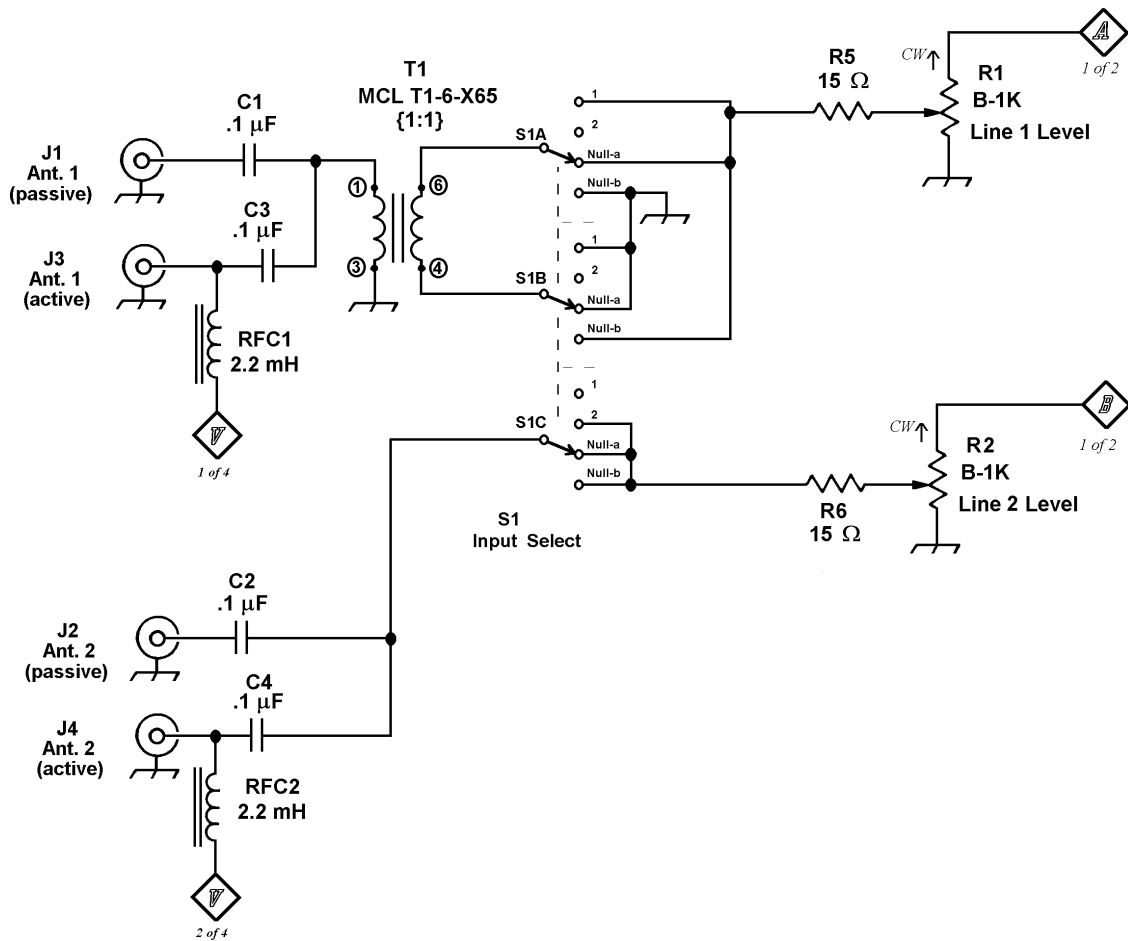 A
1 of 2
CW
R5
15 Ω
R1
B-1K
Line 1 Level
T1
MCL T1-6-X65
{1:1}
C1
.1 μF
J1
Ant. 1
(passive)
1
2
S1A
Null-a
Null-b
1
6
3
4
C3
.1 μF
J3
Ant. 1
(active)
1
2
S1B
Null-a
Null-b
RFC1
2.2 mH
V
1 of 4
1
2
S1C
Null-a
Null-b
B
1 of 2
CW
R2
B-1K
Line 2 Level
R6
15 Ω
S1
Input Select
C2
.1 μF
J2
Ant. 2
(passive)
C4
.1 μF
J4
Ant. 2
(active)
RFC2
2.2 mH
V
2 of 4